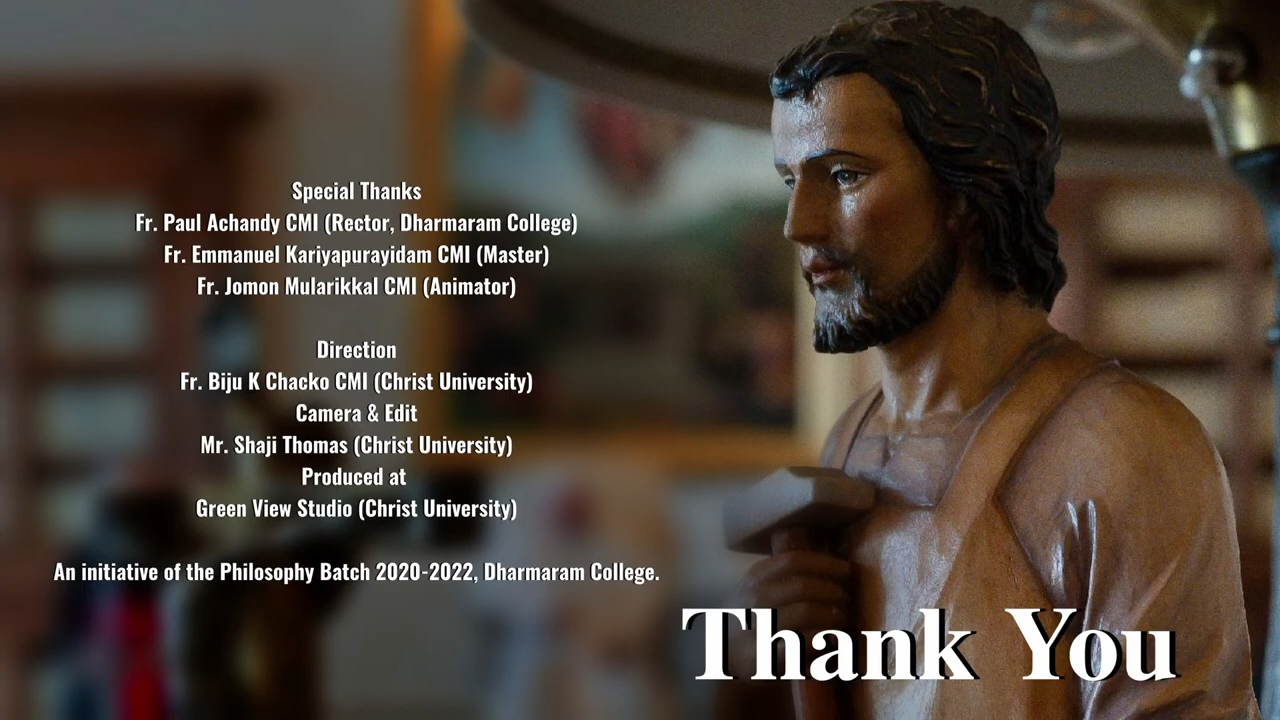 Special Thanks
Fr. Paul Achandy CMI (Rector, Dharmaram College)
Fr. Emmanuel Kariyapurayidam CMI (Master)
Fr. Jomon Mularikkal CMI (Animator)
Direction
Fr. Biju K Chacko CMI (Christ University)
Camera & Edit
Mr. Shaji Thomas (Christ University)
Produced at
Green View Studio (Christ University)
An initiative of the Philosophy Batch 2020-2022, Dharmaram College.
Thank You